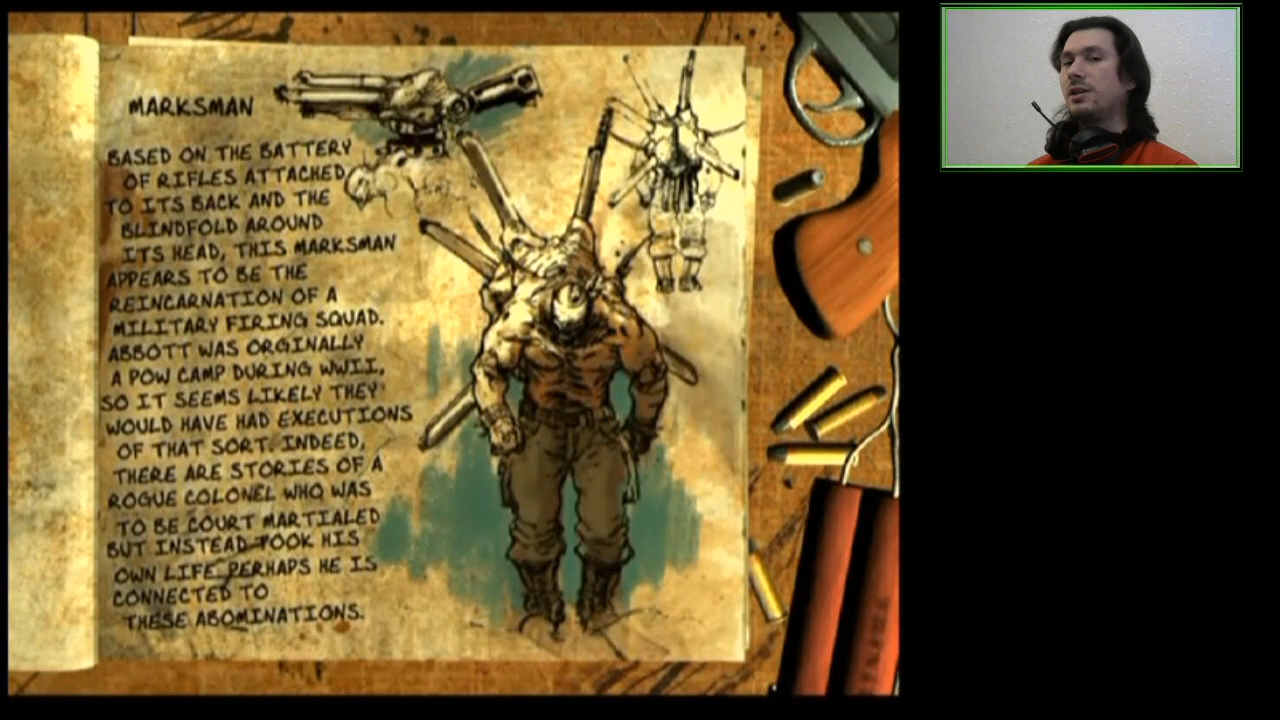 MARKSMAN
BASED ON THE BATTERY
OF RIFLES ATTACHED
TO ITS BACK AND THE
BLINDFOLD AROUND
ITS HEAD, THIS MARKSMAN
APPEARS TO BE THE
REINCARNATION OF A
MILITARY FIRING SQUAD.
ABBOTT WAS ORGINALLY
A POW CAMP DURING WWII,
SO IT SEEMS LIKELY THEY
WOULD HAVE HAD EXECUTIONS
OF THAT SORT. INDEED,
THERE ARE STORIES OF A
ROGUE COLONEL WHO WAS
TO BE COURT MARTIALED
BUT INSTEAD TOOK HIS
OWN LIFE. PERHAPS HE IS
CONNECTED TO
THESE ABOMINATIONS.